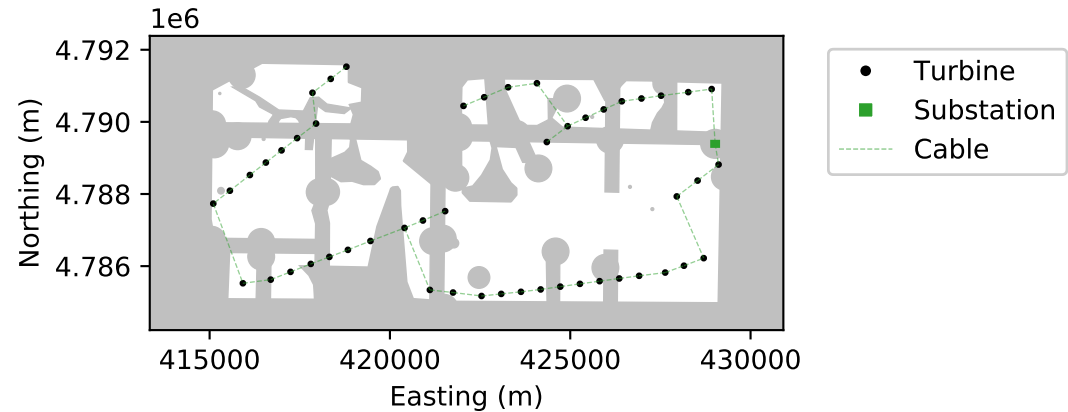 1e6
4.792
4.790
4.788
4.786
Northing (m)
415000 420000 425000 430000
Easting (m)
Turbine
Substation
Cable